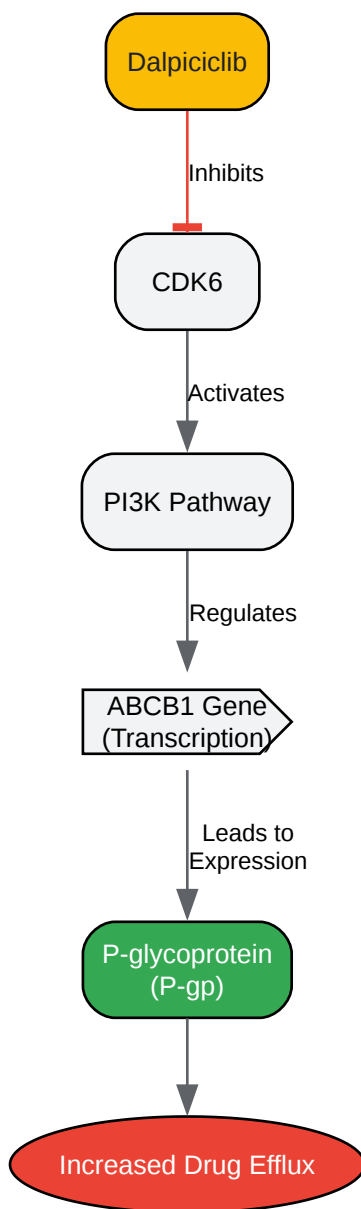 Dalpiciclib
Inhibits
CDK6
Activates
PI3K Pathway
Regulates
ABCB1 Gene
(Transcription)
Leads to
Expression
P-glycoprotein
(P-gp)
Increased Drug Efflux